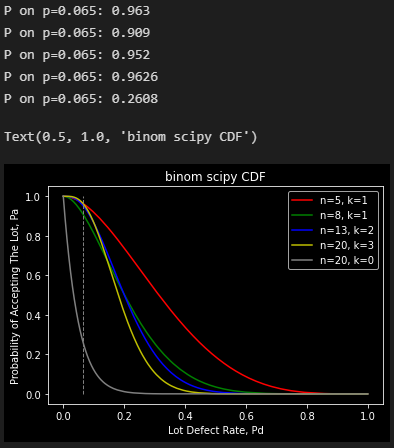 P on p=0.065: 0.963
P on p=0.065: 0.909
P on p=0.065: 0.952
P on p=0.065: 0.9626
P on p=0.065: 0.2608
Text(0.5, 1.0, 'binom scipy CDF')
binom scipy CDF
Probability of Accepting The Lot, Pa
1.0
0.8
0.6
0.4
0.2
0.0
n=5, k=1
n=8, k=1
n=13, k=2
n=20, k=3
n=20, k=0
0.0 0.2 0.4 0.6 0.8 1.0
Lot Defect Rate, Pd